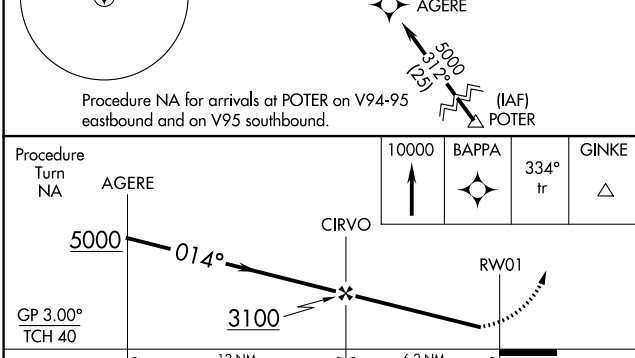 AGERE
5000
312°
(25)
(IAF)
POTER
Procedure NA for arrivals at POTER on V94-95
eastbound and on V95 southbound.
Procedure
Turn
NA
10000
BAPPA
334°
tr
GINKE
AGERE
CIRVO
RW01
5000
014°
3100
GP 3.00°
TCH 40